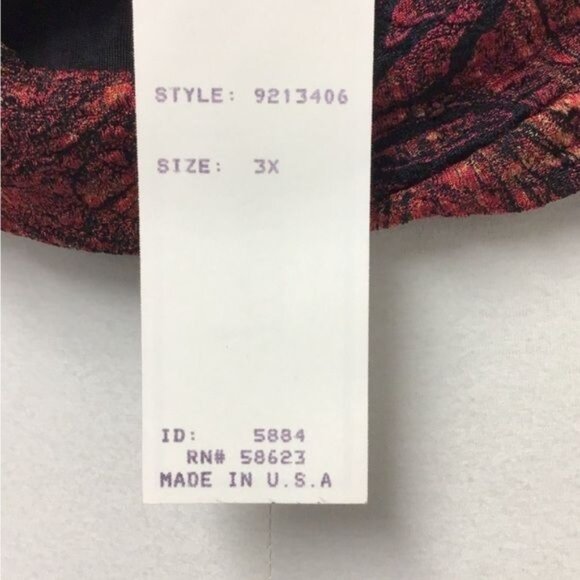 STYLE: 9213406
SIZE: 3X
ID: 5884
RN# 58623
MADE IN U.S.A